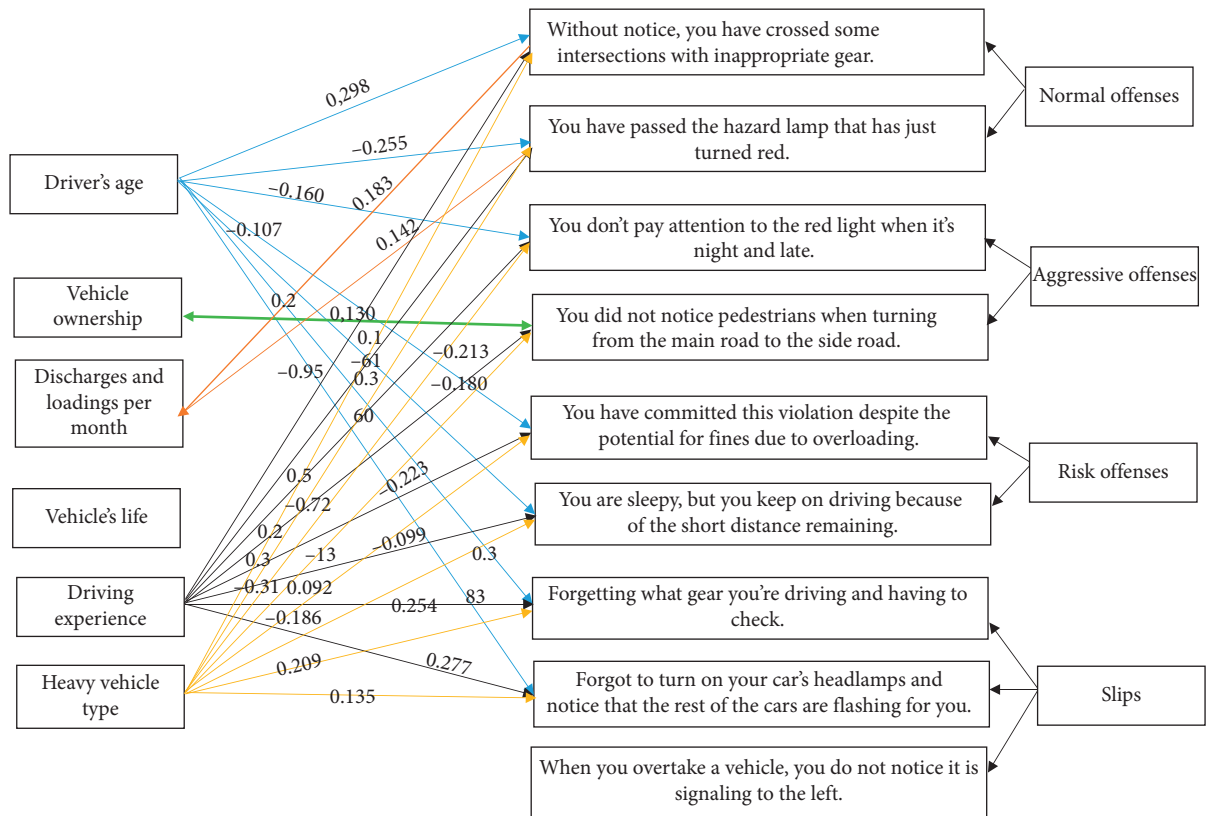 Driver's age
Vehicle
ownership
Discharges and
loadings per
month
Vehicle's life
Driving
experience
Heavy vehicle
type
0,298
–0.255
–0.160
0.183
–0.107
0.142
0.2
0,130
0.1
–0.213
–61
–0.95
0.3
–0.180
60
0.5
–0.223
–0.72
0.2
–0.099
0.3
–13
0.3
–0.31
0.092
83
0.254
–0.186
0.209
0.277
0.135
Without notice, you have crossed some
intersections with inappropriate gear.
You have passed the hazard lamp that has just
turned red.
You don't pay attention to the red light when it's
night and late.
You did not notice pedestrians when turning
from the main road to the side road.
You have committed this violation despite the
potential for fines due to overloading.
You are sleepy, but you keep on driving because
of the short distance remaining.
Forgetting what gear you're driving and having to
check.
Forgot to turn on your car's headlamps and
notice that the rest of the cars are flashing for you.
When you overtake a vehicle, you do not notice it is
signaling to the left.
Normal offenses
Aggressive offenses
Risk offenses
Slips